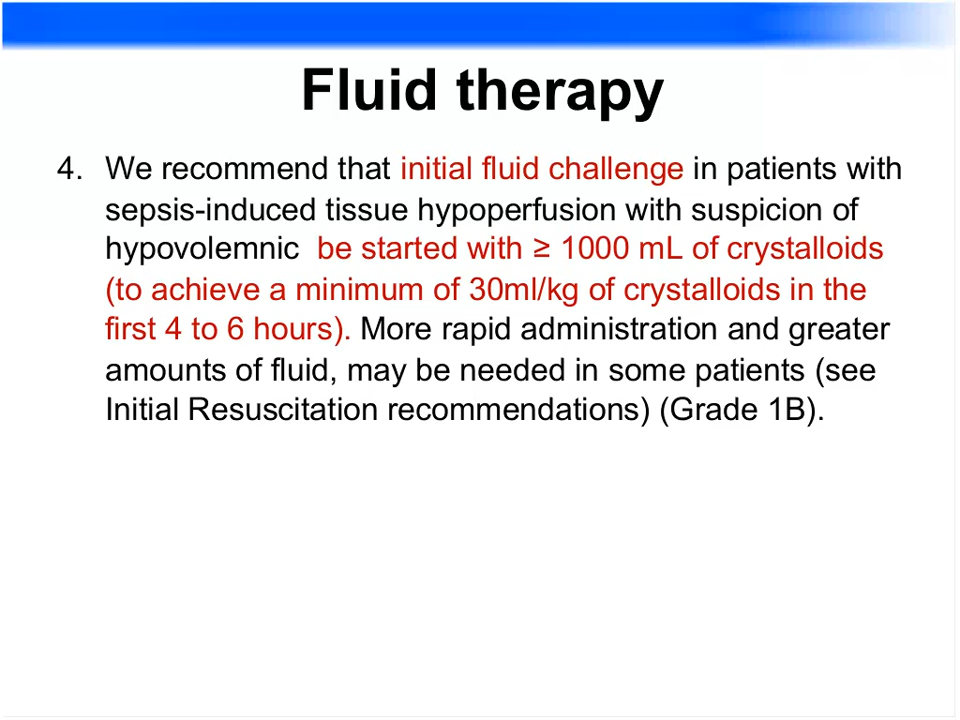 Fluid therapy
4. We recommend that initial fluid challenge in patients with
sepsis-induced tissue hypoperfusion with suspicion of
hypovolemnic be started with ≥ 1000 mL of crystalloids
(to achieve a minimum of 30ml/kg of crystalloids in the
first 4 to 6 hours). More rapid administration and greater
amounts of fluid, may be needed in some patients (see
Initial Resuscitation recommendations) (Grade 1B).